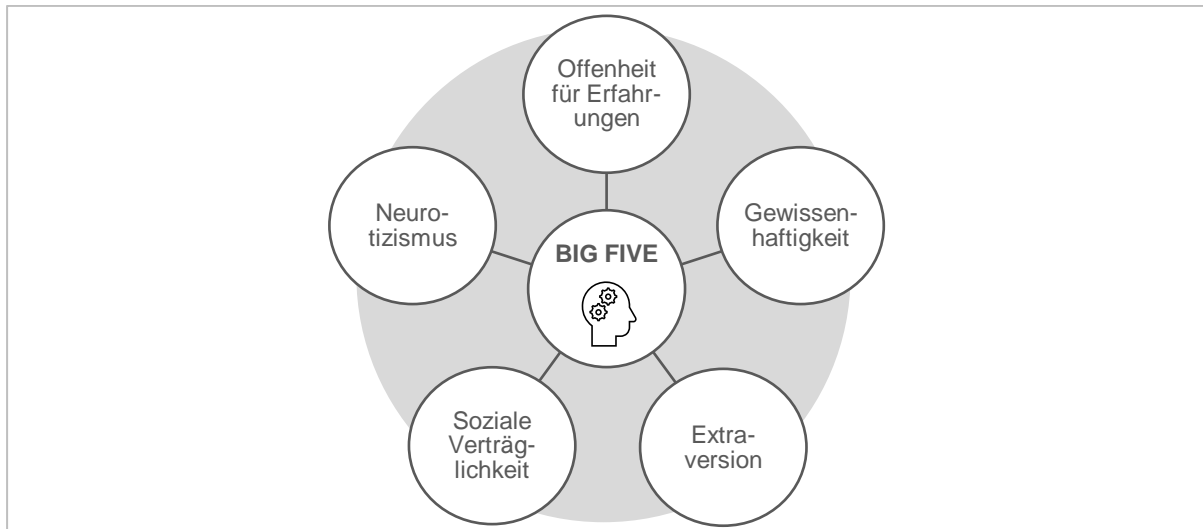 Offenheit
für Erfahr-
ungen
Neuro-
tizismus
Gewissen-
haftigkeit
BIG FIVE
Soziale
Verträg-
lichkeit
Extra-
version